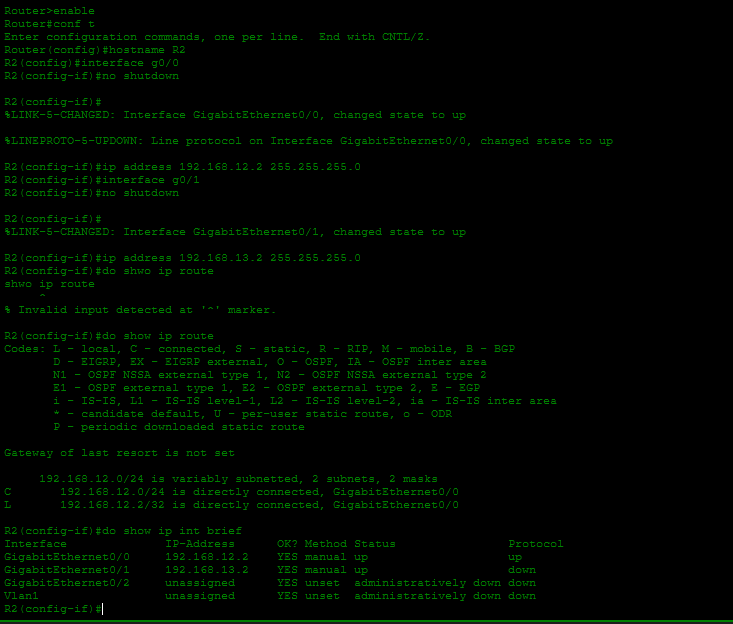 Router>enable
Router#conf t
Enter configuration commands, one per line.  End with CNTL/Z.
Router(config)#hostname R2
R2(config)#interface g0/0
R2(config-if)#no shutdown

R2(config-if)#
%LINK-5-CHANGED: Interface GigabitEthernet0/0, changed state to up

%LINEPROTO-5-UPDOWN: Line protocol on Interface GigabitEthernet0/0, changed state to up

R2(config-if)#ip address 192.168.12.2 255.255.255.0
R2(config-if)#interface g0/1
R2(config-if)#no shutdown

R2(config-if)#
%LINK-5-CHANGED: Interface GigabitEthernet0/1, changed state to up

R2(config-if)#ip address 192.168.13.2 255.255.255.0
R2(config-if)#do shwo ip route
shwo ip route
     ^
% Invalid input detected at '^' marker.

R2(config-if)#do show ip route
Codes: L - local, C - connected, S - static, R - RIP, M - mobile, B - BGP
       D - EIGRP, EX - EIGRP external, O - OSPF, IA - OSPF inter area
       N1 - OSPF NSSA external type 1, N2 - OSPF NSSA external type 2
       E1 - OSPF external type 1, E2 - OSPF external type 2, E - EGP
       i - IS-IS, L1 - IS-IS level-1, L2 - IS-IS level-2, ia - IS-IS inter area
       * - candidate default, U - per-user static route, o - ODR
       P - periodic downloaded static route

Gateway of last resort is not set

     192.168.12.0/24 is variably subnetted, 2 subnets, 2 masks
C       192.168.12.0/24 is directly connected, GigabitEthernet0/0
L       192.168.12.2/32 is directly connected, GigabitEthernet0/0

R2(config-if)#do show ip int brief
Interface              IP-Address      OK? Method Status                Protocol
GigabitEthernet0/0     192.168.12.2    YES manual up                    up
GigabitEthernet0/1     192.168.13.2    YES manual up                    down
GigabitEthernet0/2     unassigned      YES unset  administratively down down
Vlan1                  unassigned      YES unset  administratively down down
R2(config-if)#